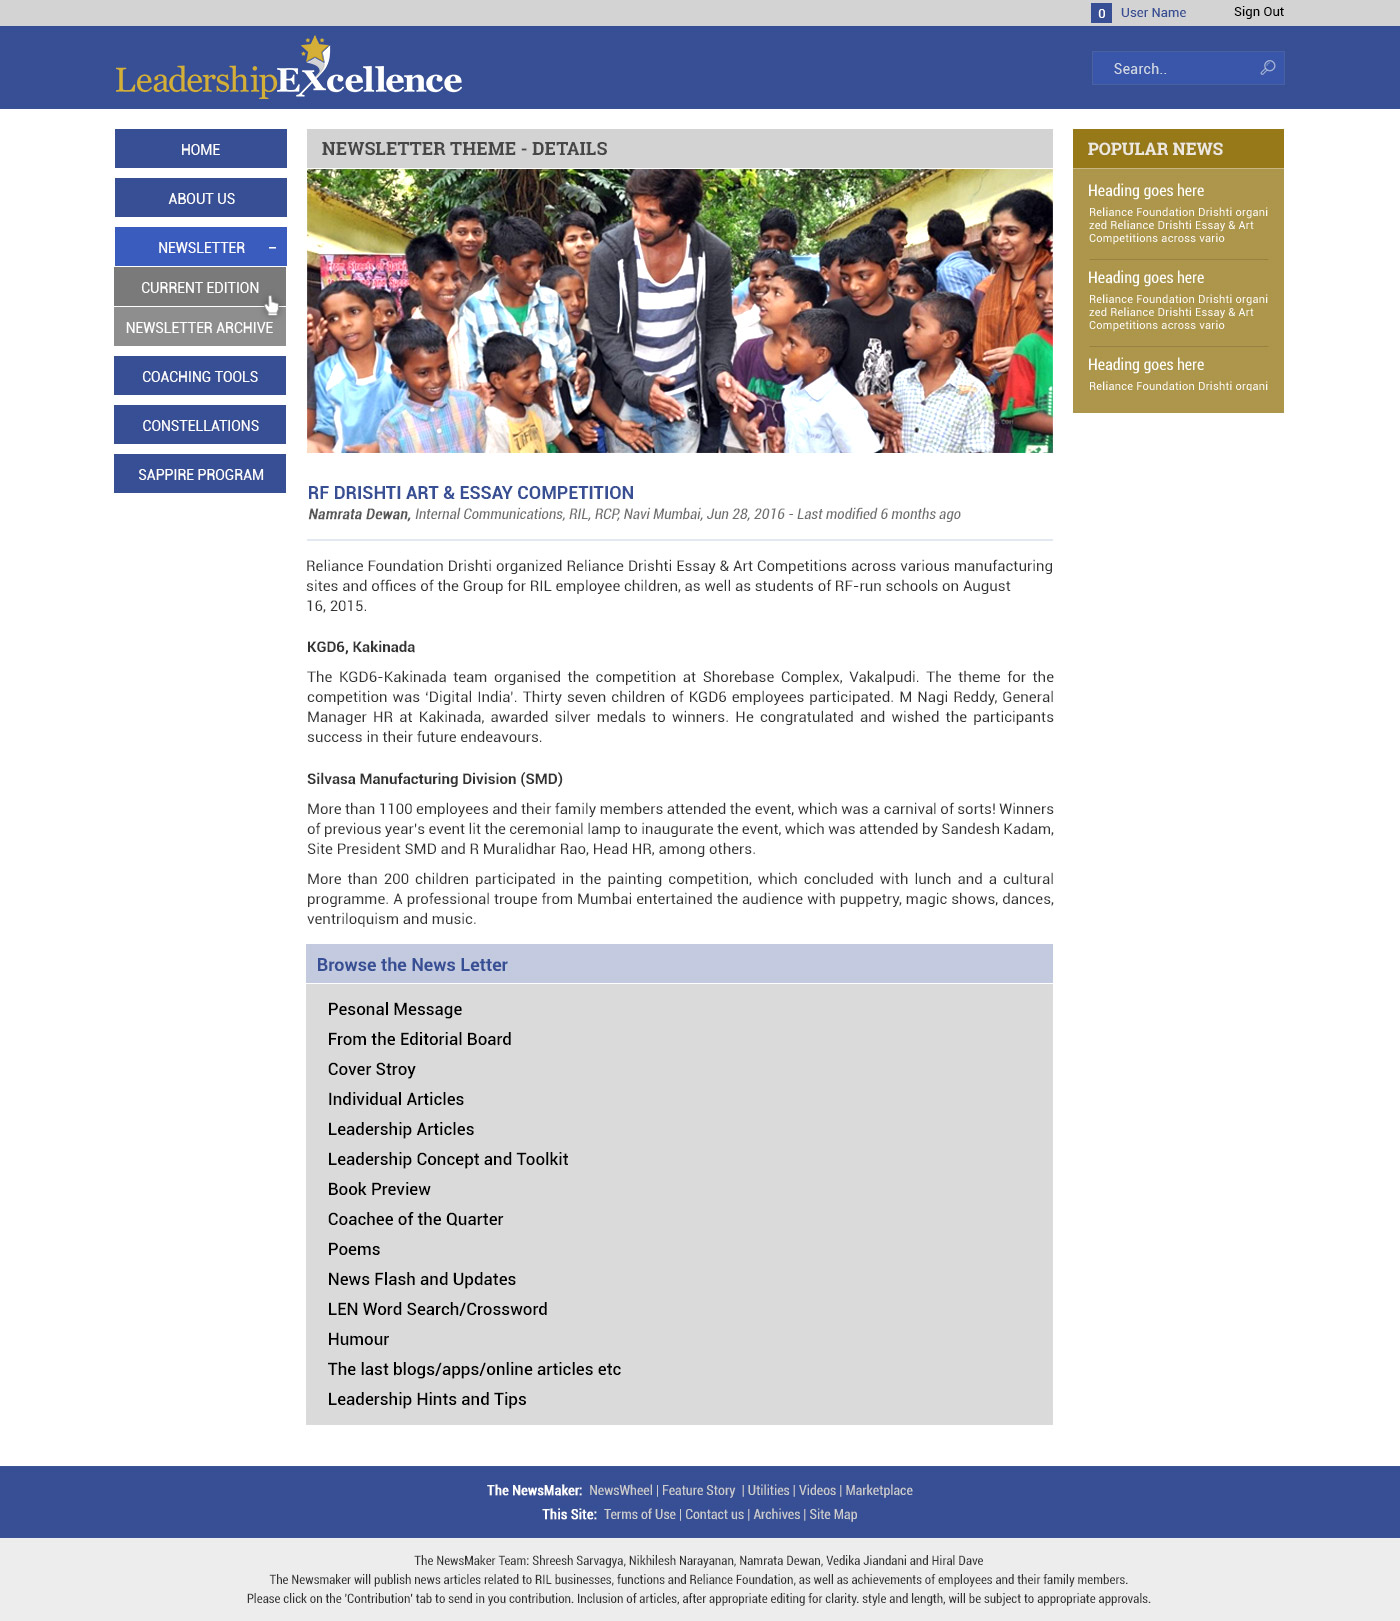 0 User Name Sign Out
LeadershipEXcellence
Search..
HOME
ABOUT US
NEWSLETTER –
CURRENT EDITION
NEWSLETTER ARCHIVE
COACHING TOOLS
CONSTELLATIONS
SAPPIRE PROGRAM
NEWSLETTER THEME - DETAILS
RF DRISHTI ART & ESSAY COMPETITION
Namrata Dewan, Internal Communications, RIL, RCP, Navi Mumbai, Jun 28, 2016 - Last modified 6 months ago
Reliance Foundation Drishti organized Reliance Drishti Essay & Art Competitions across various manufacturing
sites and offices of the Group for RIL employee children, as well as students of RF-run schools on August
16, 2015.
KGD6, Kakinada
The KGD6-Kakinada team organised the competition at Shorebase Complex, Vakalpudi. The theme for the
competition was ‘Digital India’. Thirty seven children of KGD6 employees participated. M Nagi Reddy, General
Manager HR at Kakinada, awarded silver medals to winners. He congratulated and wished the participants
success in their future endeavours.
Silvasa Manufacturing Division (SMD)
More than 1100 employees and their family members attended the event, which was a carnival of sorts! Winners
of previous year's event lit the ceremonial lamp to inaugurate the event, which was attended by Sandesh Kadam,
Site President SMD and R Muralidhar Rao, Head HR, among others.
More than 200 children participated in the painting competition, which concluded with lunch and a cultural
programme. A professional troupe from Mumbai entertained the audience with puppetry, magic shows, dances,
ventriloquism and music.
Browse the News Letter
Pesonal Message
From the Editorial Board
Cover Stroy
Individual Articles
Leadership Articles
Leadership Concept and Toolkit
Book Preview
Coachee of the Quarter
Poems
News Flash and Updates
LEN Word Search/Crossword
Humour
The last blogs/apps/online articles etc
Leadership Hints and Tips
POPULAR NEWS
Heading goes here
Reliance Foundation Drishti organi
zed Reliance Drishti Essay & Art
Competitions across vario
Heading goes here
Reliance Foundation Drishti organi
zed Reliance Drishti Essay & Art
Competitions across vario
Heading goes here
Reliance Foundation Drishti organi
The NewsMaker: NewsWheel | Feature Story | Utilities | Videos | Marketplace
This Site: Terms of Use | Contact us | Archives | Site Map
The NewsMaker Team: Shreesh Sarvagya, Nikhilesh Narayanan, Namrata Dewan, Vedika Jiandani and Hiral Dave
The Newsmaker will publish news articles related to RIL businesses, functions and Reliance Foundation, as well as achievements of employees and their family members.
Please click on the 'Contribution' tab to send in you contribution. Inclusion of articles, after appropriate editing for clarity. style and length, will be subject to appropriate approvals.